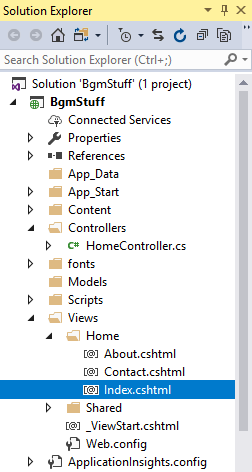 Solution Explorer
Search Solution Explorer (Ctrl+;)
Solution 'BgmStuff' (1 project)
BgmStuff
Connected Services
Properties
References
App_Data
App_Start
Content
Controllers
C# HomeController.cs
fonts
Models
Scripts
Views
Home
[@] About.cshtml
[@] Contact.cshtml
[@] Index.cshtml
Shared
[@] _ViewStart.cshtml
Web.config
ApplicationInsights.config